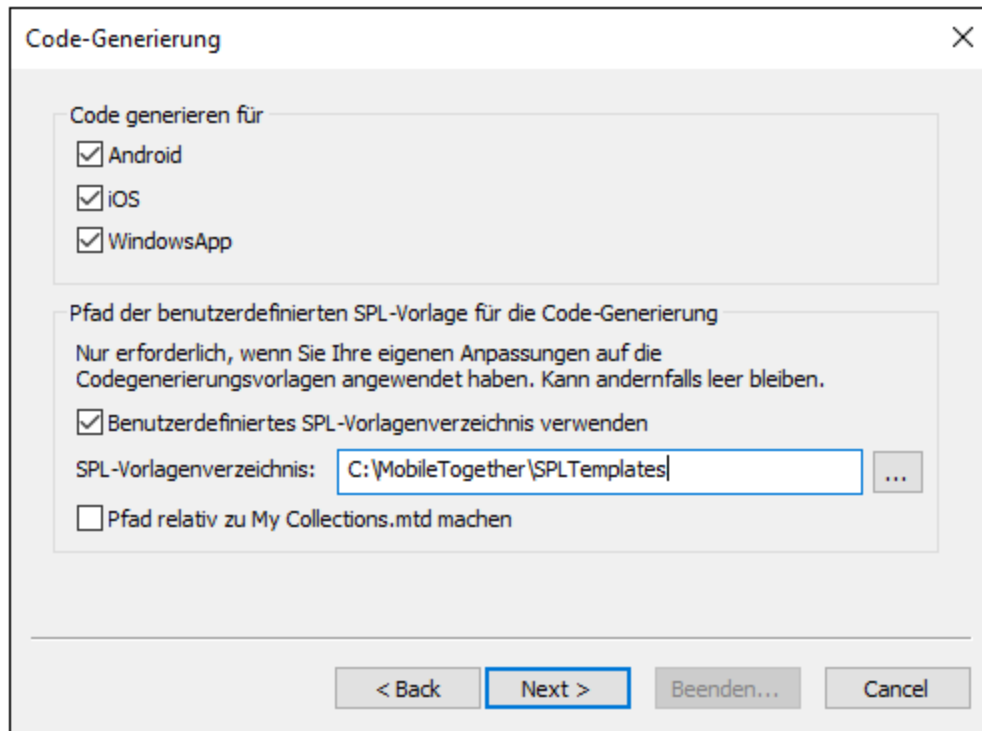 Code-Generierung
Code generieren für
Android
iOS
WindowsApp
Pfad der benutzerdefinierten SPL-Vorlage für die Code-Generierung
Nur erforderlich, wenn Sie Ihre eigenen Anpassungen auf die
Codegenerierungsvorlagen angewendet haben. Kann andernfalls leer bleiben.
Benutzerdefiniertes SPL-Vorlagenverzeichnis verwenden
SPL-Vorlagenverzeichnis: C:\MobileTogether\SPLTemplates ...
Pfad relativ zu My Collections.mtd machen
< Back Next > Beenden... Cancel